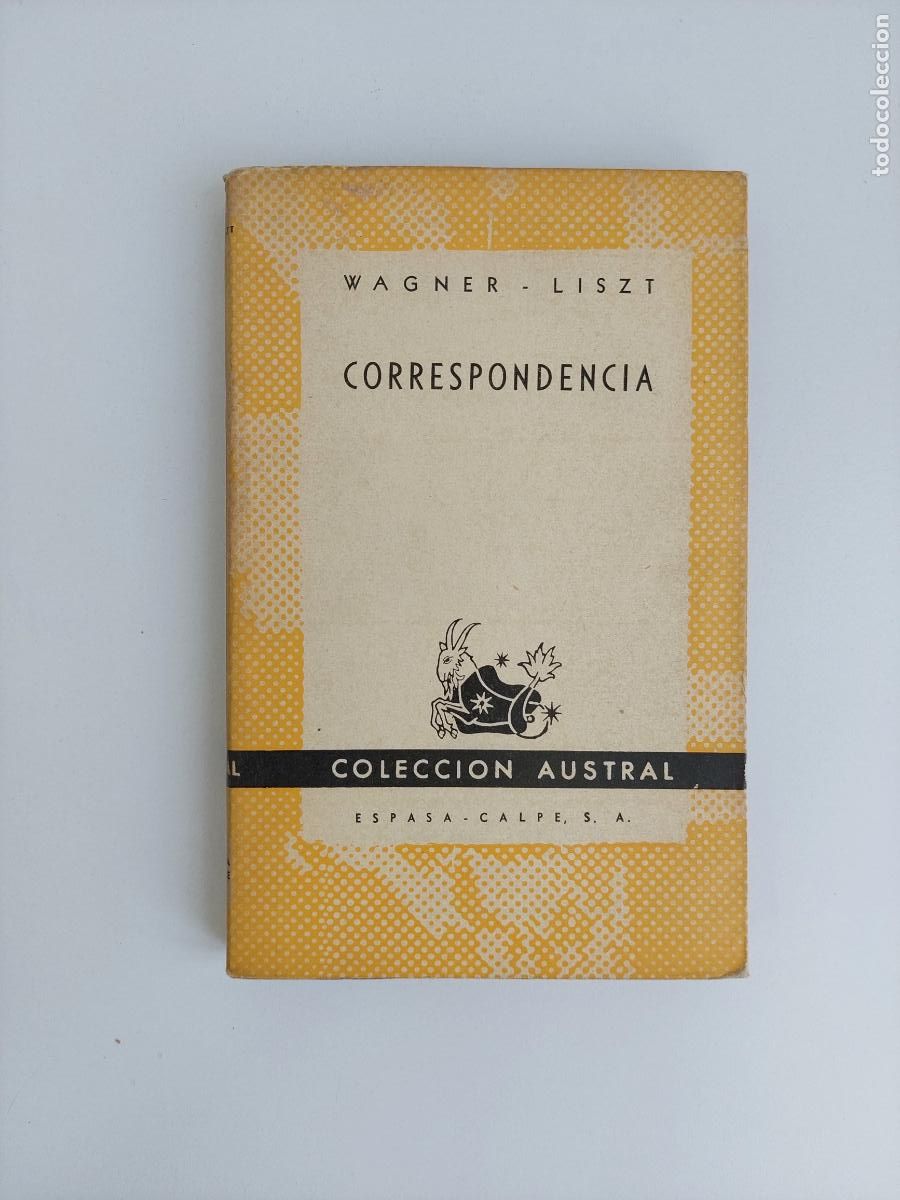 WAGNER - LISZT
CORRESPONDENCIA
COLECCION AUSTRAL
ESPASA-CALPE, S. A.
todocoleccion